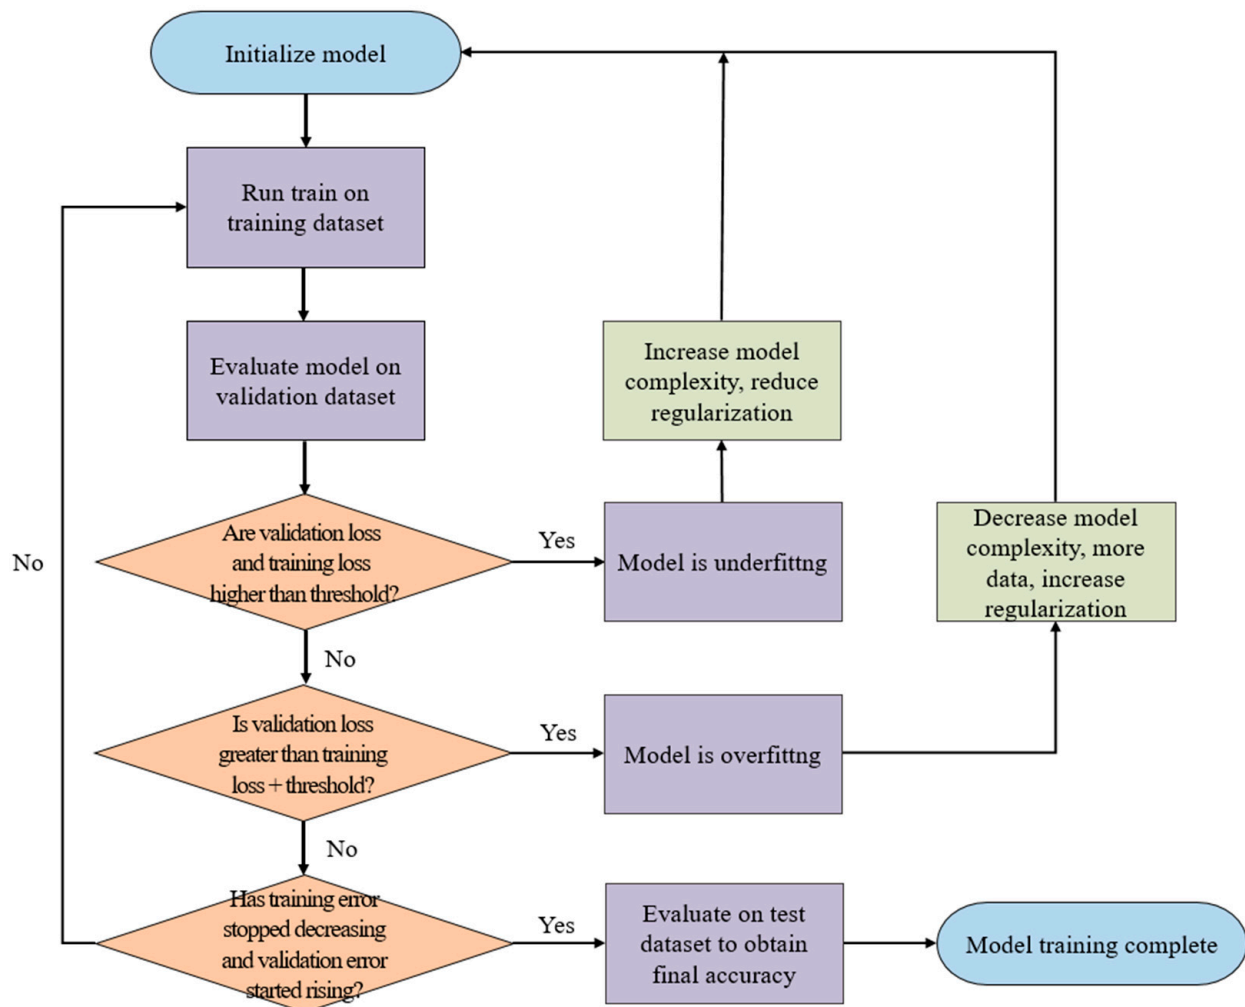 Initialize model
Run train on
training dataset
Evaluate model on
validation dataset
Increase model
complexity, reduce
regularization
Are validation loss
and training loss
higher than threshold?
Yes
Model is underfittng
Decrease model
complexity, more
data, increase
regularization
No
No
Is validation loss
greater than training
loss + threshold?
Yes
Model is overfittng
No
Has training error
stopped decreasing
and validation error
started rising?
Yes
Evaluate on test
dataset to obtain
final accuracy
Model training complete